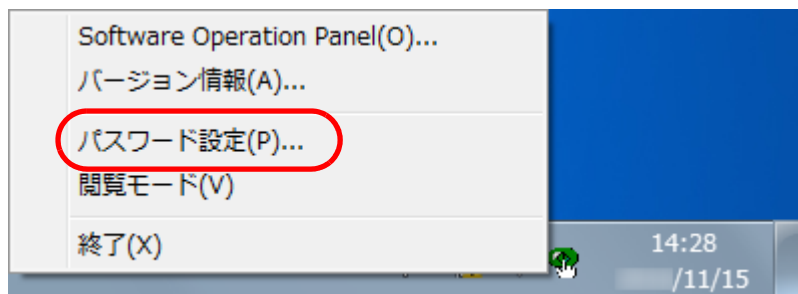 Software Operation Panel(O)...
バージョン情報(A)...
パスワード設定(P)...
閲覧モード(V)
終了(X)
14:28
/11/15